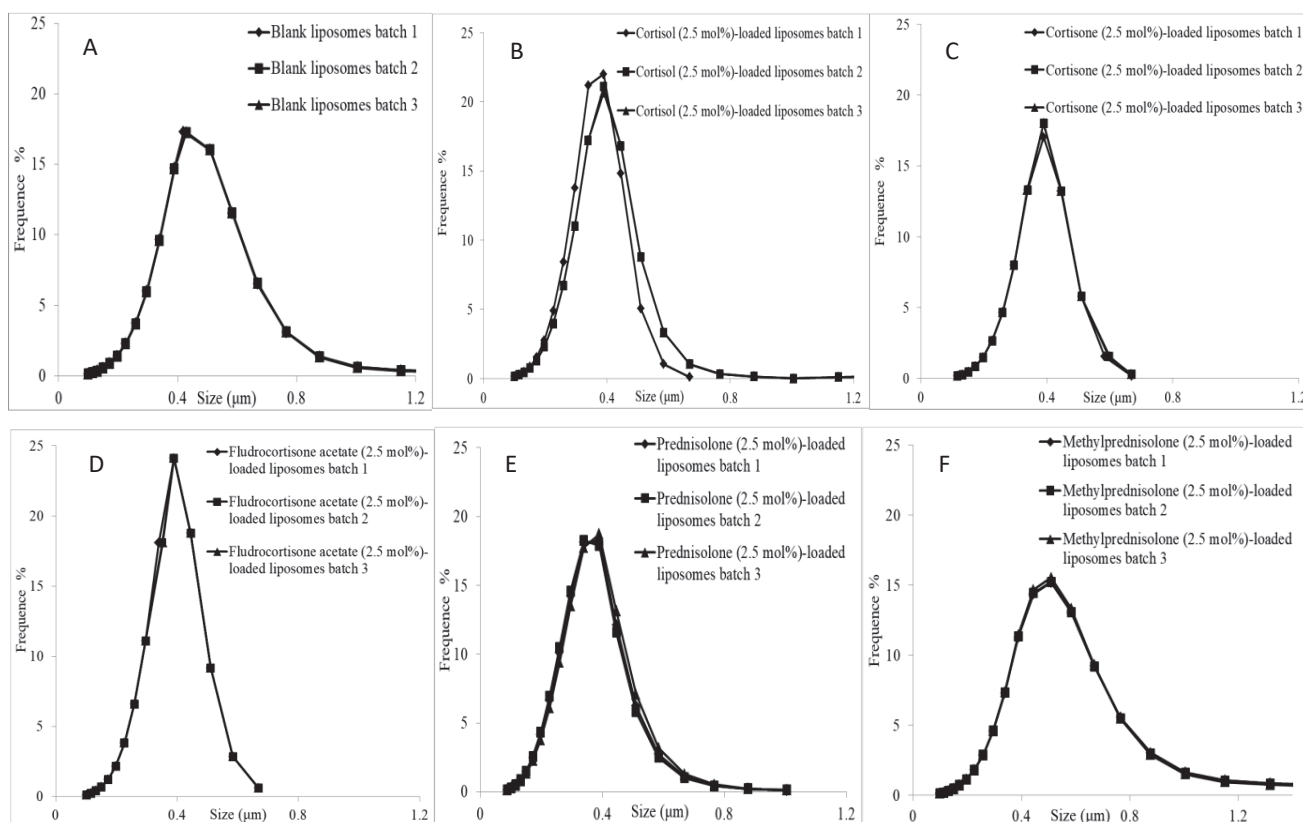 A
Blank liposomes batch 1
Blank liposomes batch 2
Blank liposomes batch 3
Frequence %
25
20
15
10
5
0
0
0.4
0.8
1.2
Size (µm)
B
Cortisol (2.5 mol%)-loaded liposomes batch 1
Cortisol (2.5 mol%)-loaded liposomes batch 2
Cortisol (2.5 mol%)-loaded liposomes batch 3
Frequence %
25
20
15
10
5
0
0
0.4
0.8
1.2
Size (µm)
C
Cortisone (2.5 mol%)-loaded liposomes batch 1
Cortisone (2.5 mol%)-loaded liposomes batch 2
Cortisone (2.5 mol%)-loaded liposomes batch 3
Frequence %
25
20
15
10
5
0
0
0.4
0.8
1.2
Size (µm)
D
Fludrocortisone acetate (2.5 mol%)-
loaded liposomes batch 1
Fludrocortisone acetate (2.5 mol%)-
loaded liposomes batch 2
Fludrocortisone acetate (2.5 mol%)-
loaded liposomes batch 3
Frequence %
25
20
15
10
5
0
0
0.4
0.8
1.2
Size (µm)
E
Prednisolone (2.5 mol%)-loaded
liposomes batch 1
Prednisolone (2.5 mol%)-loaded
liposomes batch 2
Prednisolone (2.5 mol%)-loaded
liposomes batch 3
Frequence %
25
20
15
10
5
0
0
0.4
0.8
1.2
Size (µm)
F
Methylprednisolone (2.5 mol%)-loaded
liposomes batch 1
Methylprednisolone (2.5 mol%)-loaded
liposomes batch 2
Methylprednisolone (2.5 mol%)-loaded
liposomes batch 3
Frequence %
25
20
15
10
5
0
0
0.4
0.8
1.2
Size (µm)